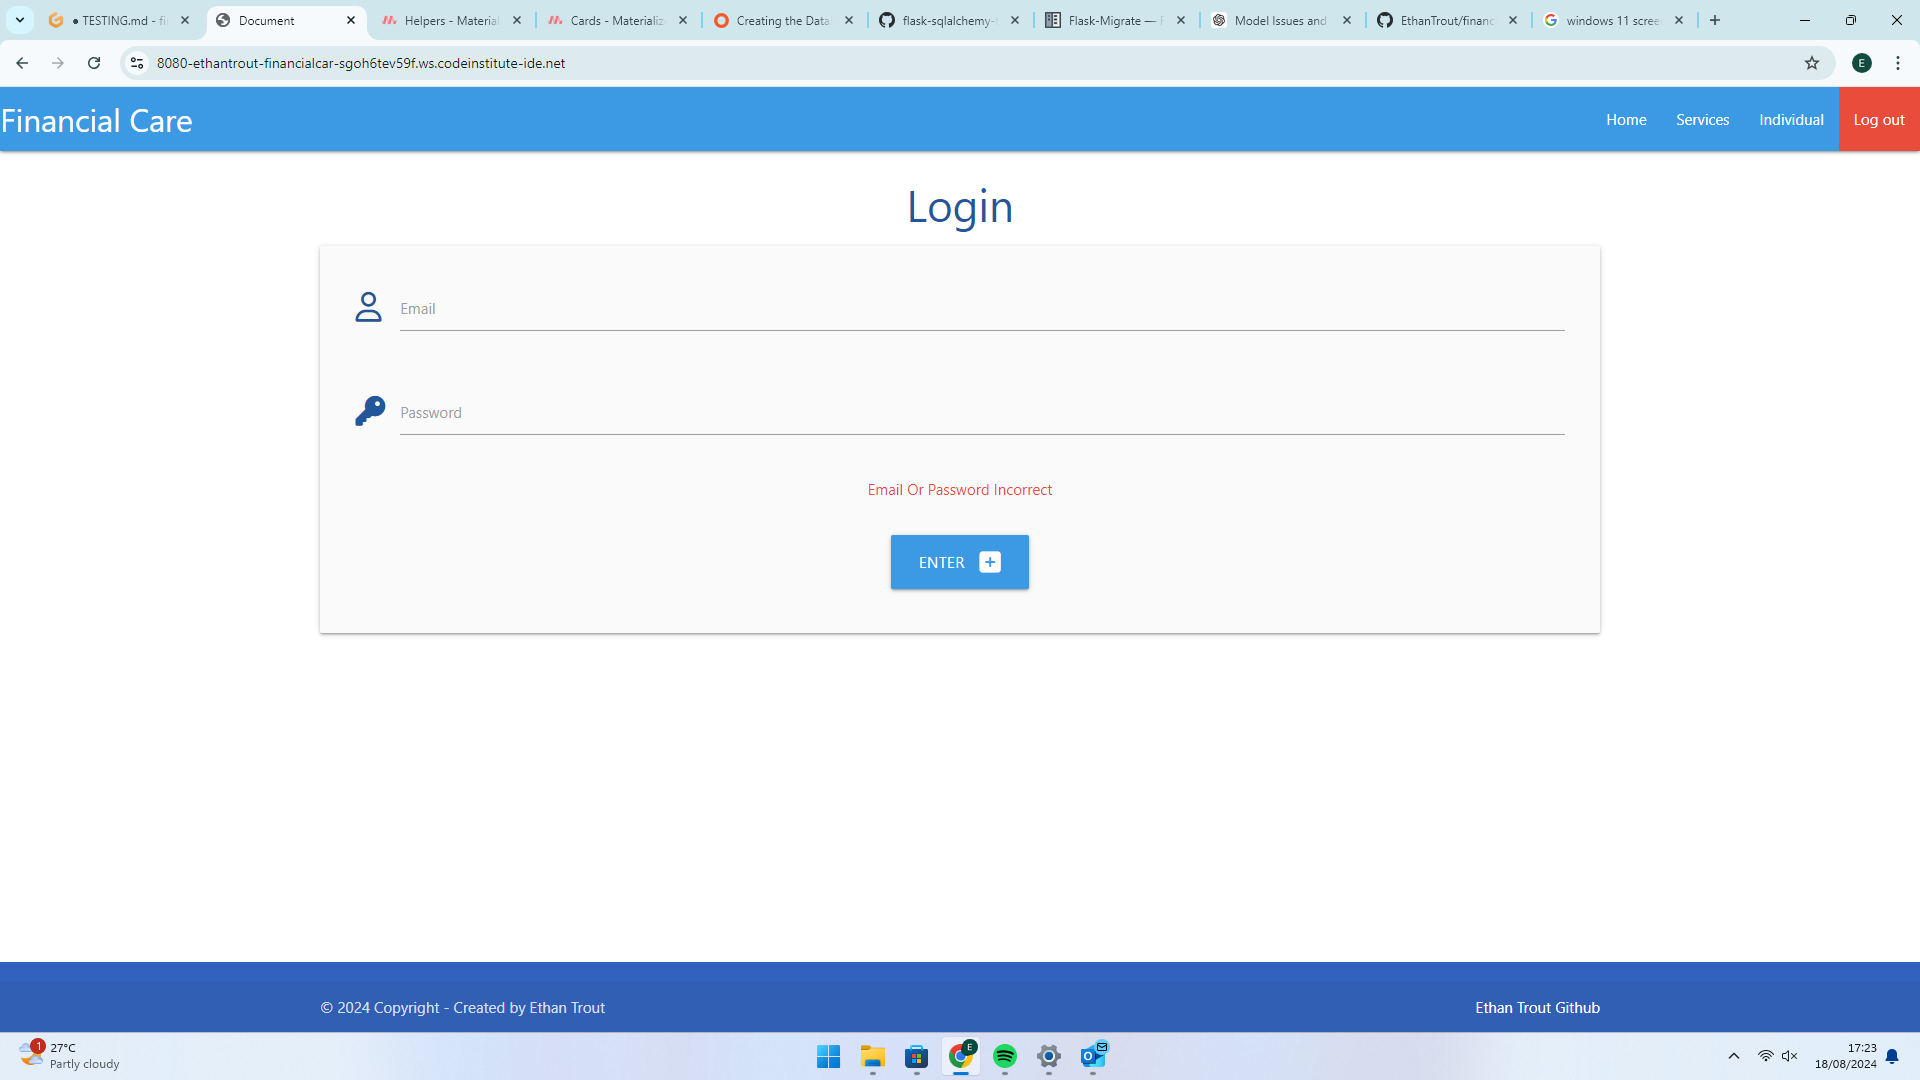 ● TESTING.md - fi
Document
Helpers - Material
Cards - Materializ
Creating the Data
flask-sqlalchemy-
Flask-Migrate —
Model Issues and
EthanTrout/financ
windows 11 scree
8080-ethantrout-financialcar-sgoh6tev59f.ws.codeinstitute-ide.net
E
Financial Care
Home
Services
Individual
Log out
Login
Email
Password
Email Or Password Incorrect
ENTER
© 2024 Copyright - Created by Ethan Trout
Ethan Trout Github
1
27°C
Partly cloudy
E
17:23
18/08/2024